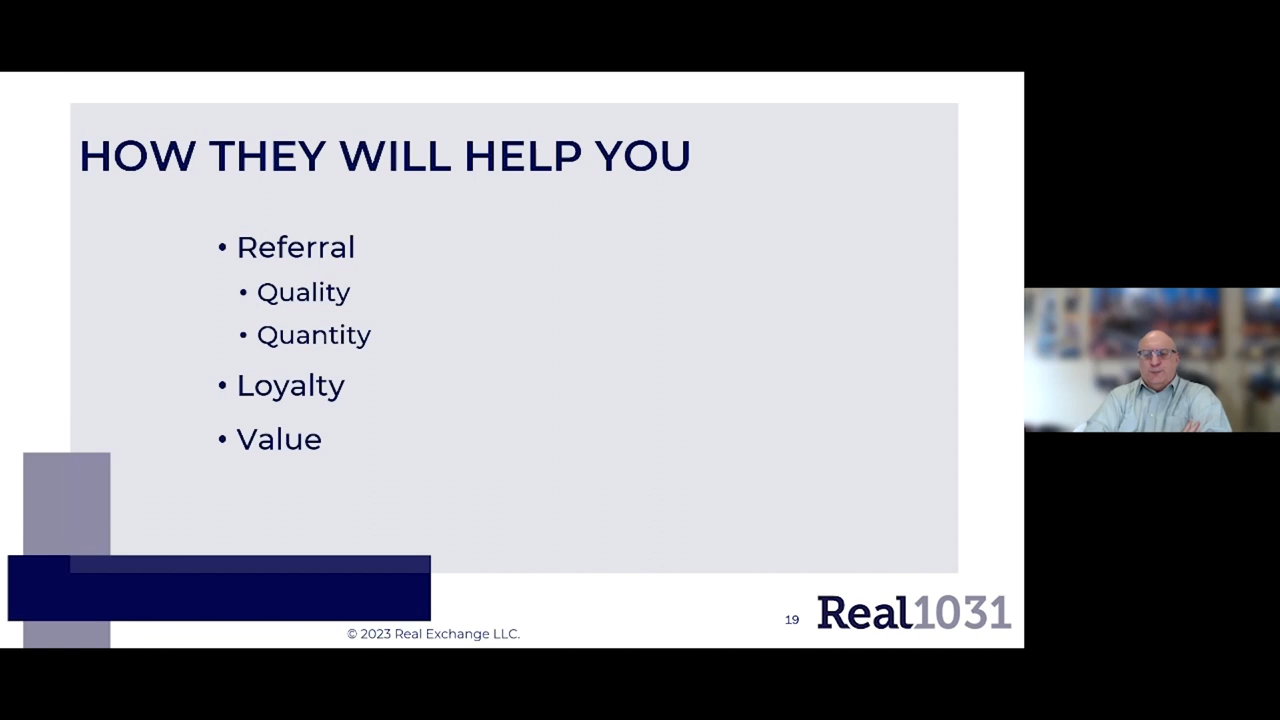 HOW THEY WILL HELP YOU
• Referral
• Quality
• Quantity
• Loyalty
• Value
19
Real1031
© 2023 Real Exchange LLC.